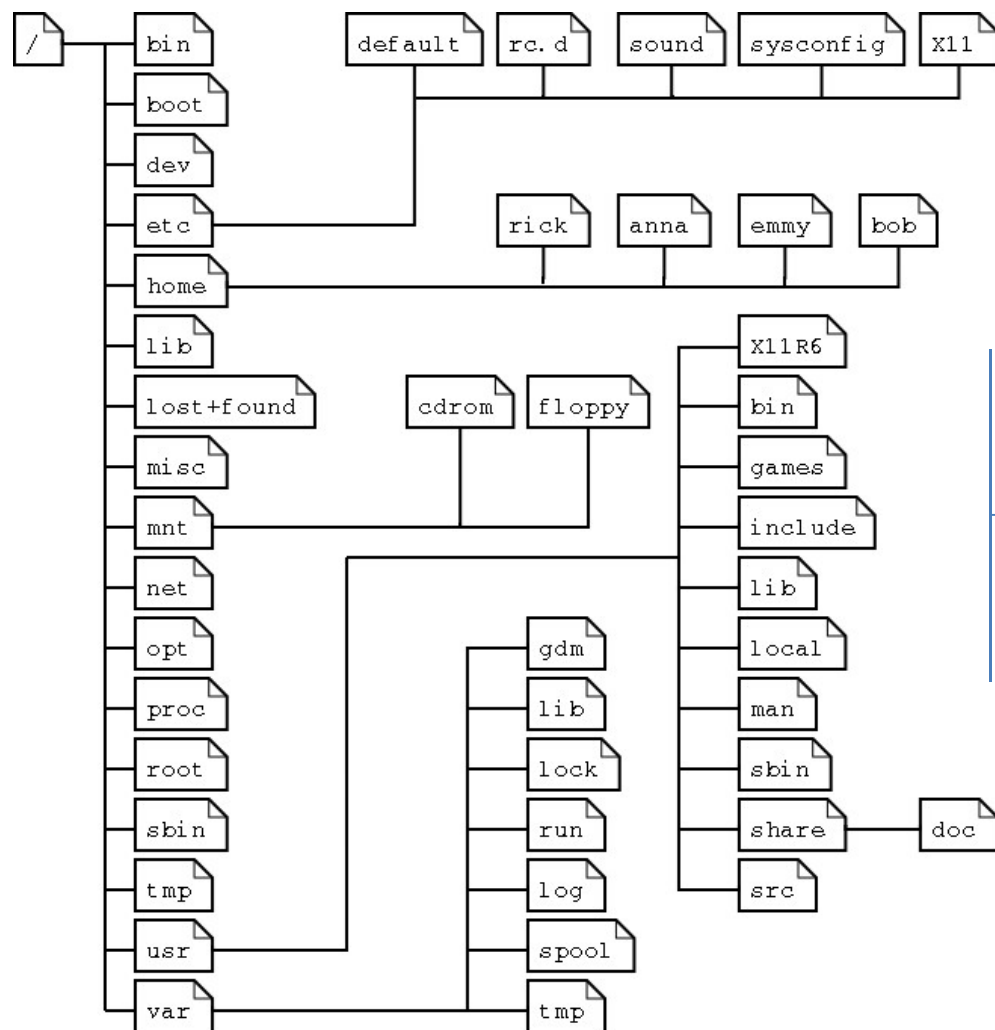 /
bin
default
rc.d
sound
sysconfig
X11
boot
dev
etc
rick
anna
emmy
bob
home
lib
X11R6
lost+found
cdrom
floppy
bin
misc
games
mnt
include
net
lib
opt
gdm
local
proc
lib
man
root
lock
sbin
sbin
run
share
doc
tmp
log
src
usr
spool
var
tmp